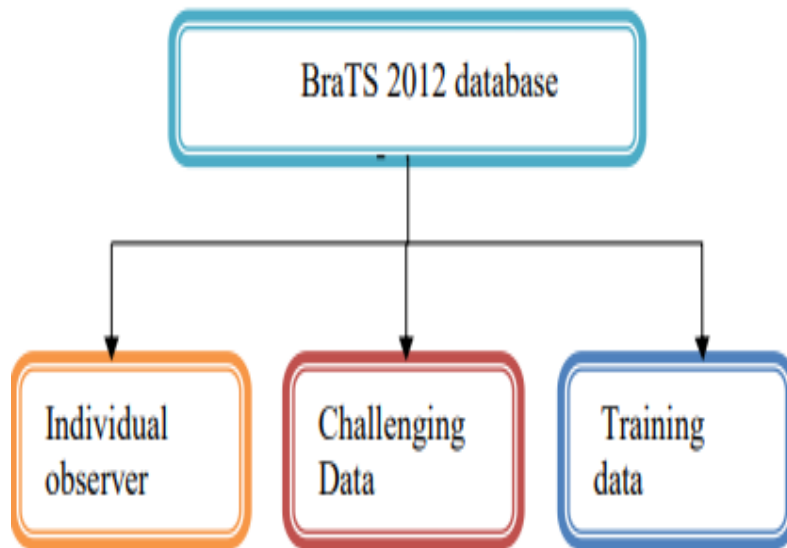 BraTS 2012 database
Individual
observer
Challenging
Data
Training
data